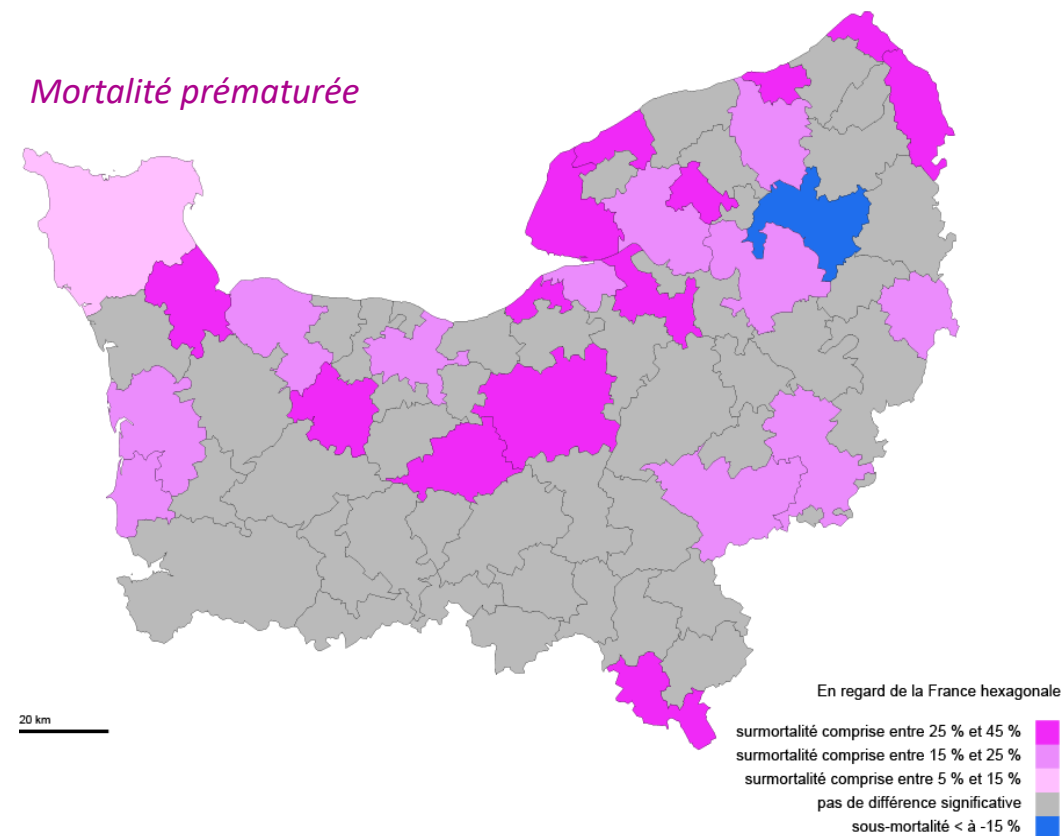 Mortalité prématurée
20 km
En regard de la France hexagonale
surmortalité comprise entre 25 % et 45 %
surmortalité comprise entre 15 % et 25 %
surmortalité comprise entre 5 % et 15 %
pas de différence significative
sous-mortalité < à -15 %